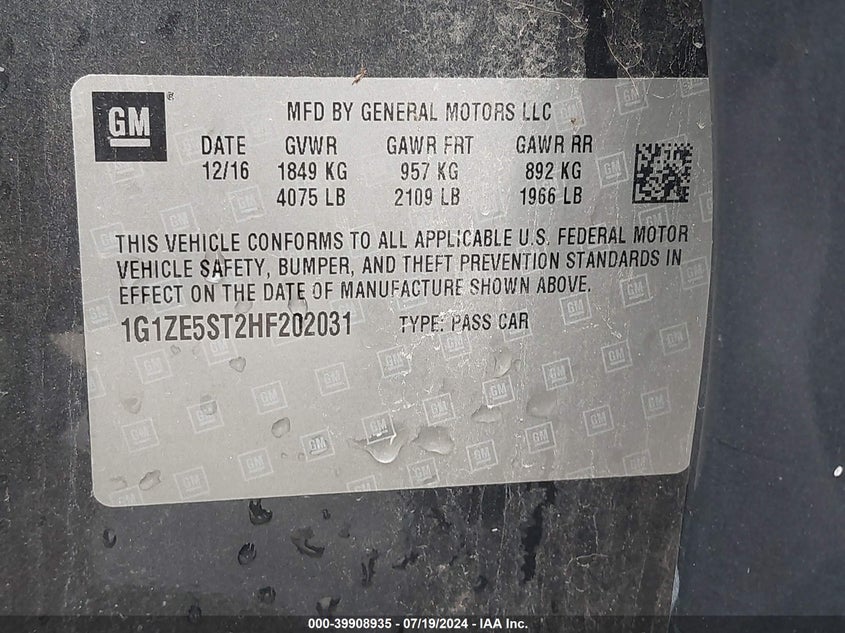 GM
MFD BY GENERAL MOTORS LLC
DATE GVWR GAWR FRT GAWR RR
12/16 1849 KG 957 KG 892 KG
4075 LB 2109 LB 1966 LB
THIS VEHICLE CONFORMS TO ALL APPLICABLE U.S. FEDERAL MOTOR
VEHICLE SAFETY, BUMPER, AND THEFT PREVENTION STANDARDS IN
EFFECT ON THE DATE OF MANUFACTURE SHOWN ABOVE.
1G1ZE5ST2HF202031 TYPE: PASS CAR
000-39908935 - 07/19/2024 - IAA Inc.